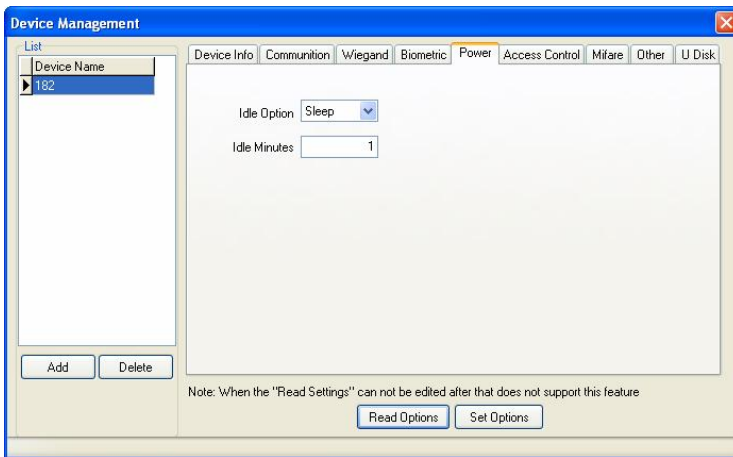 Device Management
List
Device Name
182
Add Delete
Device Info Communition Wiegand Biometric Power Access Control Mifare Other U Disk
Idle Option Sleep
Idle Minutes 1
Note: When the "Read Settings" can not be edited after that does not support this feature
Read Options Set Options